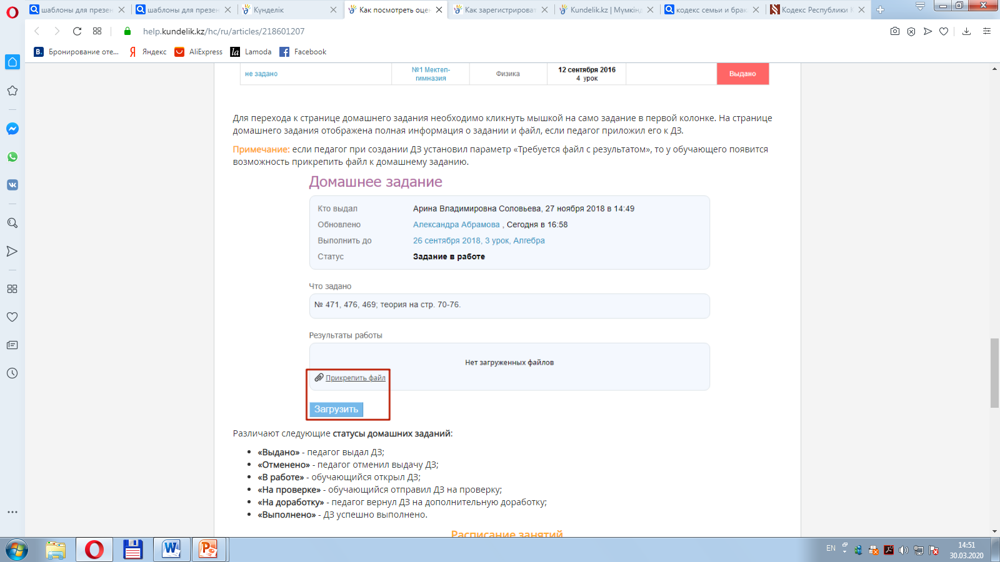 шаблоны для презен
шаблоны для презен
Күнделік
Как посмотреть оцен
Как зарегистрироват
Kundelik.kz | Мүмкінд
кодекс семьи и брак
Кодекс Республики К
help.kundelik.kz/hc/ru/articles/218601207
Бронирование оте...
Яндекс
AliExpress
Lamoda
Facebook
не задано
№1 Мектеп-
гимназия
Физика
12 сентября 2016
4 урок
Выдано
Для перехода к странице домашнего задания необходимо кликнуть мышкой на само задание в первой колонке. На странице
домашнего задания отображена полная информация о задании и файл, если педагог приложил его к ДЗ.
Примечание: если педагог при создании ДЗ установил параметр «Требуется файл с результатом», то у обучающего появится
возможность прикрепить файл к домашнему заданию.
Домашнее задание
Кто выдал Арина Владимировна Соловьева, 27 ноября 2018 в 14:49
Обновлено Александра Абрамова , Сегодня в 16:58
Выполнить до 26 сентября 2018, 3 урок, Алгебра
Статус Задание в работе
Что задано
№ 471, 476, 469; теория на стр. 70-76.
Результаты работы
Нет загруженных файлов
Прикрепить файл
Загрузить
Различают следующие статусы домашних заданий:
• «Выдано» - педагог выдал ДЗ;
• «Отменено» - педагог отменил выдачу ДЗ;
• «В работе» - обучающийся открыл ДЗ;
• «На проверке» - обучающийся отправил ДЗ на проверку;
• «На доработку» - педагог вернул ДЗ на дополнительную доработку;
• «Выполнено» - ДЗ успешно выполнено.
Расписание занятий
EN
14:51
30.03.2020